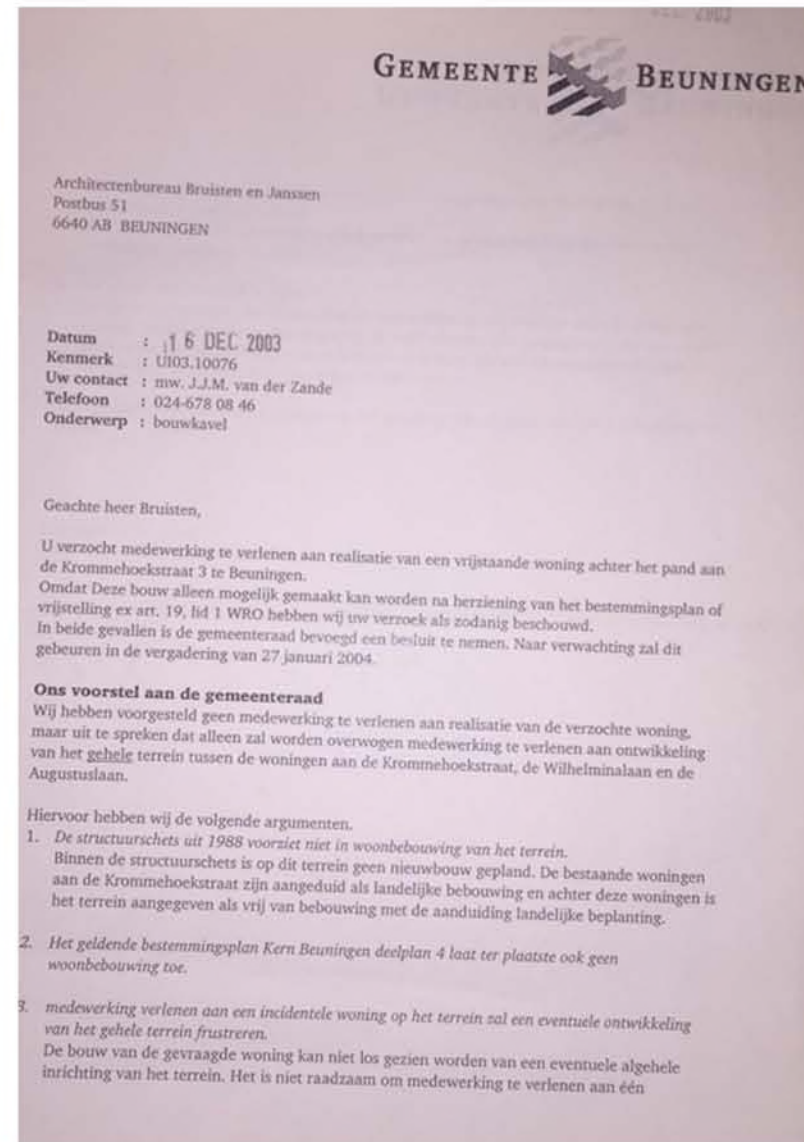 2003
GEMEENTE BEUNINGEN
Architectenbureau Bruisten en Janssen
Postbus 51
6640 AB BEUNINGEN
Datum : 16 DEC 2003
Kenmerk : UI03.10076
Uw contact : mw. J.J.M. van der Zande
Telefoon : 024-678 08 46
Onderwerp : bouwkavel
Geachte heer Bruisten,
U verzocht medewerking te verlenen aan realisatie van een vrijstaande woning achter het pand aan
de Krommehoekstraat 3 te Beuningen.
Omdat Deze bouw alleen mogelijk gemaakt kan worden na herziening van het bestemmingsplan of
vrijstelling ex art. 19, lid 1 WRO hebben wij uw verzoek als zodanig beschouwd.
In beide gevallen is de gemeenteraad bevoegd een besluit te nemen. Naar verwachting zal dit
gebeuren in de vergadering van 27 januari 2004.
Ons voorstel aan de gemeenteraad
Wij hebben voorgesteld geen medewerking te verlenen aan realisatie van de verzochte woning,
maar uit te spreken dat alleen zal worden overwogen medewerking te verlenen aan ontwikkeling
van het gehele terrein tussen de woningen aan de Krommehoekstraat, de Wilhelminalaan en de
Augustuslaan.
Hiervoor hebben wij de volgende argumenten.
1. De structuurschets uit 1988 voorziet niet in woonbebouwing van het terrein.
Binnen de structuurschets is op dit terrein geen nieuwbouw gepland. De bestaande woningen
aan de Krommehoekstraat zijn aangeduid als landelijke bebouwing en achter deze woningen is
het terrein aangegeven als vrij van bebouwing met de aanduiding landelijke beplanting.
2. Het geldende bestemmingsplan Kern Beuningen deelplan 4 laat ter plaatste ook geen
woonbebouwing toe.
3. medewerking verlenen aan een incidentele woning op het terrein zal een eventuele ontwikkeling
van het gehele terrein frustreren.
De bouw van de gevraagde woning kan niet los gezien worden van een eventuele algehele
inrichting van het terrein. Het is niet raadzaam om medewerking te verlenen aan één